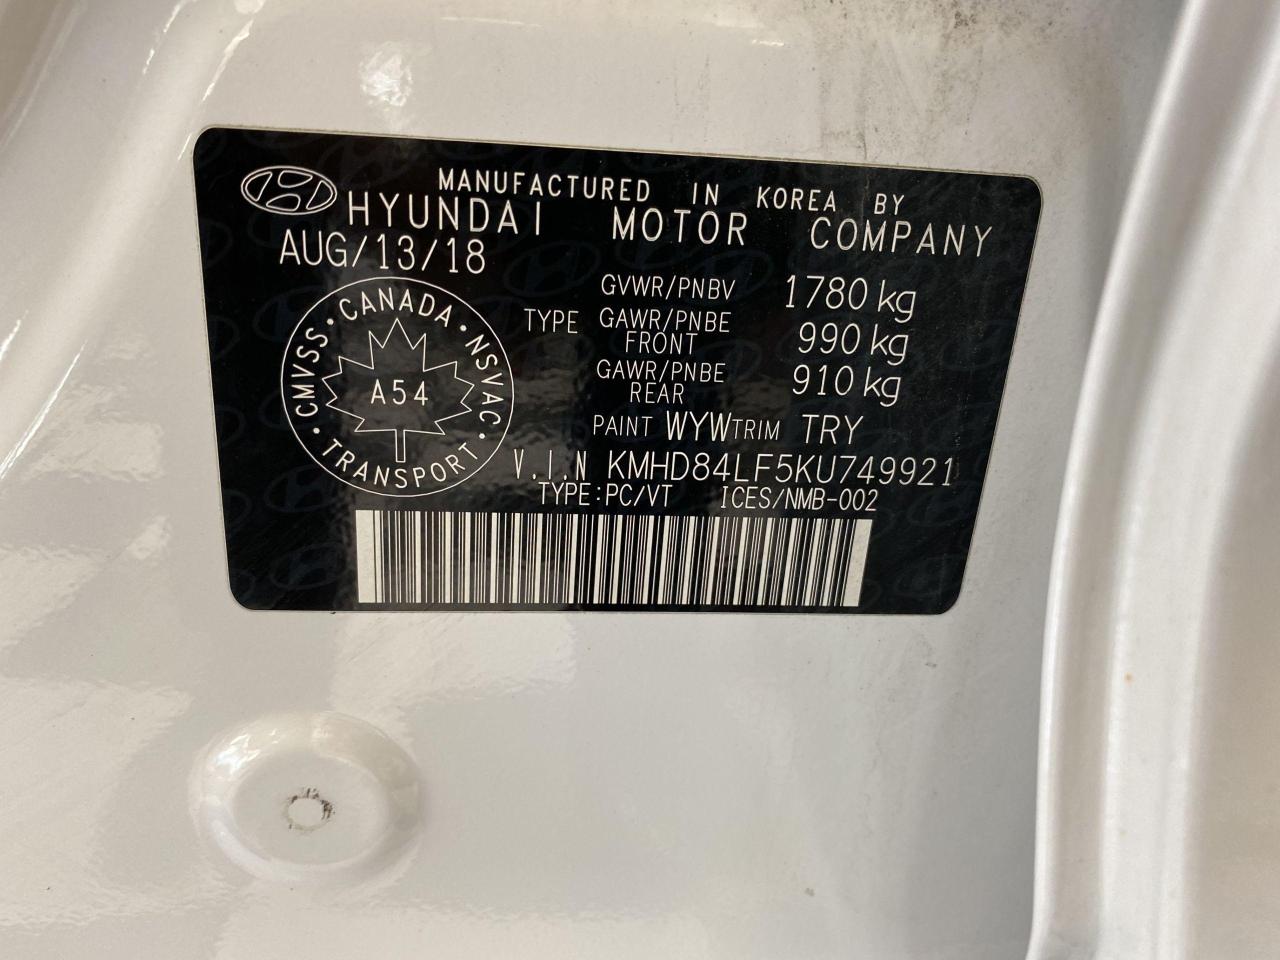 MANUFACTURED IN KOREA BY
HYUNDAI MOTOR COMPANY
AUG/13/18
GVWR/PNBV 1780 kg
TYPE GAWR/PNBE FRONT 990 kg
GAWR/PNBE REAR 910 kg
PAINT WYW TRIM TRY
V.I.N KMHD84LF5KU749921
TYPE:PC/VT ICES/NMB-002
CANADA · NSVAC · TRANSPORT · CMVSS ·
A54